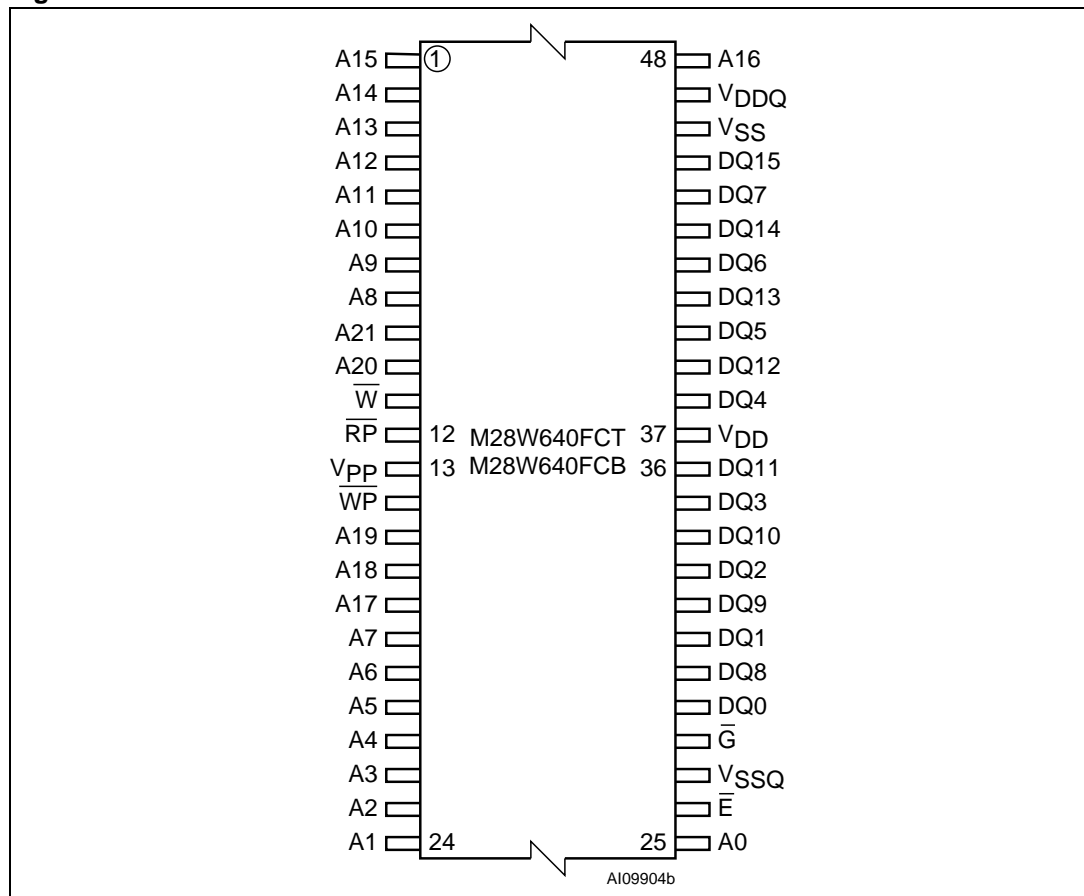 A15 ① 48 A16
A14 VDDQ
A13 VSS
A12 DQ15
A11 DQ7
A10 DQ14
A9 DQ6
A8 DQ13
A21 DQ5
A20 DQ12
W̅ DQ4
R̅P̅ 12 M28W640FCT 37 VDD
VPP 13 M28W640FCB 36 DQ11
W̅P̅ DQ3
A19 DQ10
A18 DQ2
A17 DQ9
A7 DQ1
A6 DQ8
A5 DQ0
A4 G̅
A3 VSSQ
A2 E̅
A1 24 25 A0
AI09904b